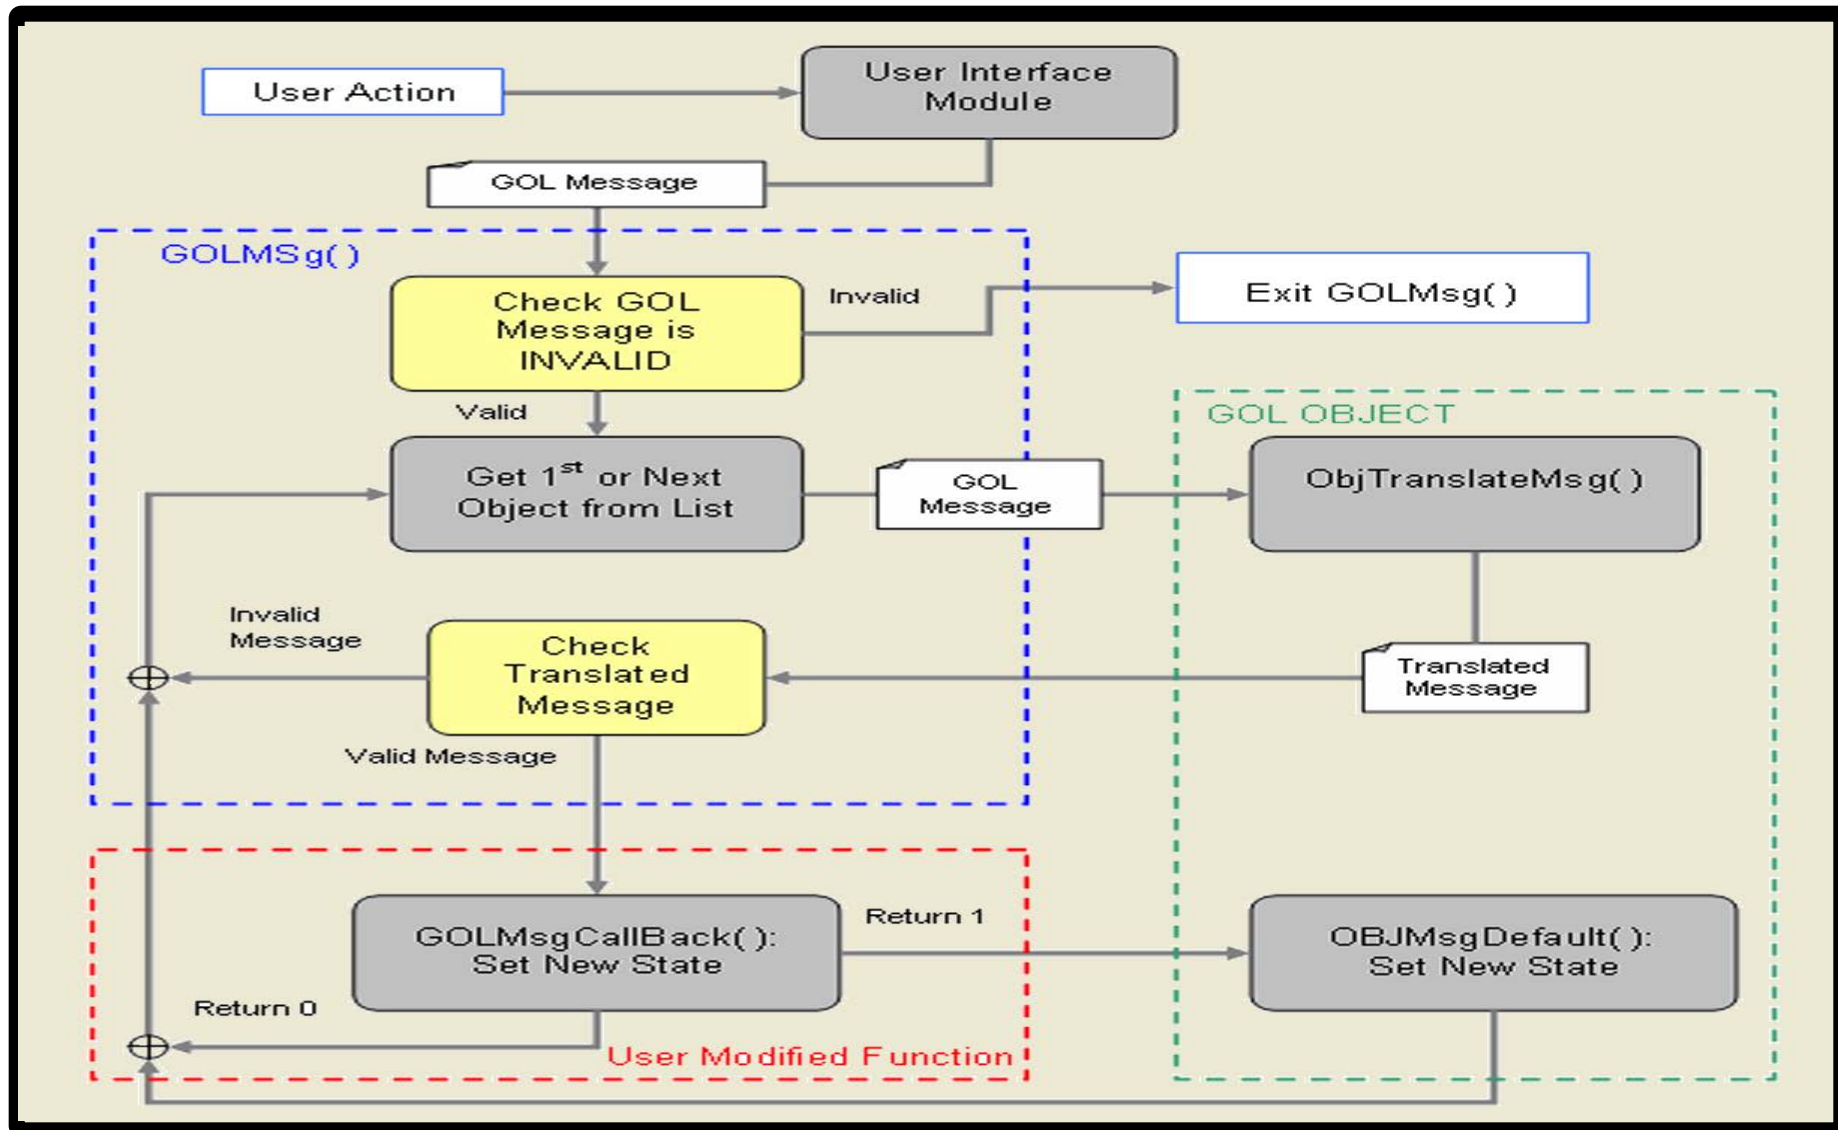 User Action
User Interface
Module
GOL Message
GOLMSg( )
Check GOL
Message is
INVALID
Invalid
Exit GOLMsg( )
Valid
GOL OBJECT
Get 1st or Next
Object from List
GOL
Message
ObjTranslateMsg( )
Invalid
Message
Check
Translated
Message
Translated
Message
Valid Message
GOLMsgCallBack( ):
Set New State
Return 1
OBJMsgDefault( ):
Set New State
Return 0
User Modified Function